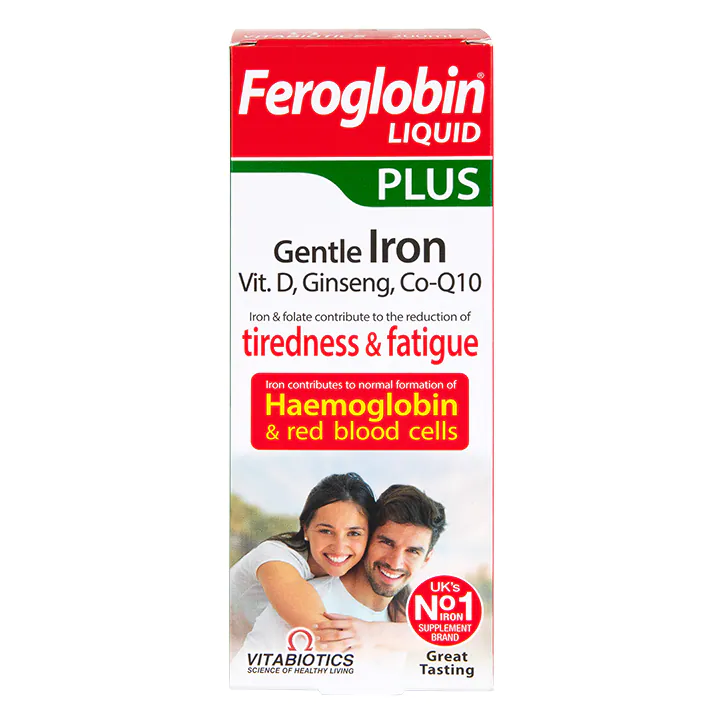 Feroglobin®
LIQUID
PLUS
Gentle Iron
Vit. D, Ginseng, Co-Q10
Iron & folate contribute to the reduction of
tiredness & fatigue
Iron contributes to normal formation of
Haemoglobin
& red blood cells
UK's
No1
IRON
SUPPLEMENT
BRAND
Great
Tasting
VITABIOTICS
SCIENCE OF HEALTHY LIVING